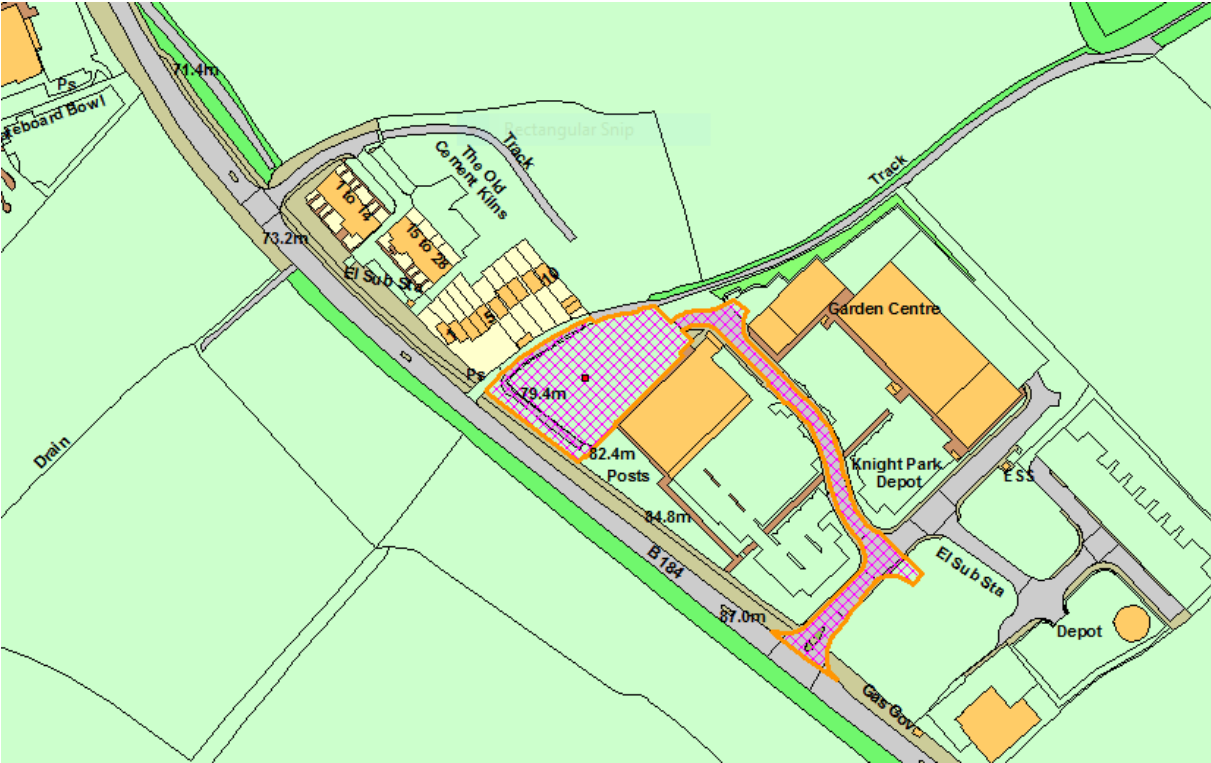 71.4m
Ps
teboard Bowl
Rectangular Snip
Track
The Old
Cement Kilns
1 to 14
Track
15 to 28
73.2m
El Sub Sta
10
5
1
Garden Centre
Ps
79.4m
Drain
82.4m
Posts
Knight Park
Depot
ESS
84.8m
B 184
El Sub Sta
87.0m
Depot
Gas Gov